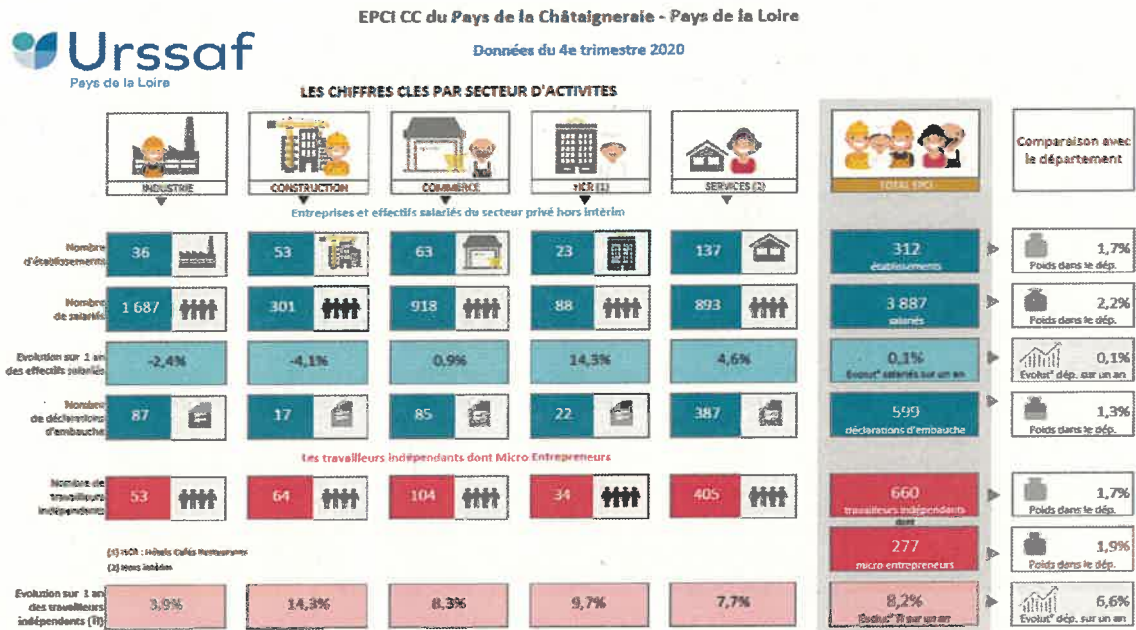 EPCI CC du Pays de la Châtaigneraie - Pays de la Loire
Urssaf
Pays de la Loire
Données du 4e trimestre 2020
LES CHIFFRES CLES PAR SECTEUR D'ACTIVITES
INDUSTRIE
CONSTRUCTION
COMMERCE
HCR (1)
SERVICES (2)
TOTAL EPCI
Comparaison avec
le département
Entreprises et effectifs salariés du secteur privé hors intérim
Nombre
d'établissements
36
53
63
23
137
312
établissements
1,7%
Poids dans le dép.
Nombre
de salariés
1 687
301
918
88
893
3 887
salariés
2,2%
Poids dans le dép.
Evolution sur 1 an
des effectifs salariés
-2,4%
-4,1%
0,9%
14,3%
4,6%
0,1%
Evolut° salariés sur un an
0,1%
Evolut° dép. sur un an
Nombre
de déclarations
d'embauche
87
17
85
22
387
599
déclarations d'embauche
1,3%
Poids dans le dép.
Les travailleurs indépendants dont Micro Entrepreneurs
Nombre de
travailleurs
indépendants
53
64
104
34
405
660
travailleurs indépendants
dont
1,7%
Poids dans le dép.
277
micro entrepreneurs
1,9%
Poids dans le dép.
(1) HCR : Hôtels Cafés Restaurants
(2) Hors intérim
Evolution sur 1 an
des travailleurs
indépendants (TI)
3,9%
14,3%
8,3%
9,7%
7,7%
8,2%
Evolut° TI sur un an
6,6%
Evolut° dép. sur un an